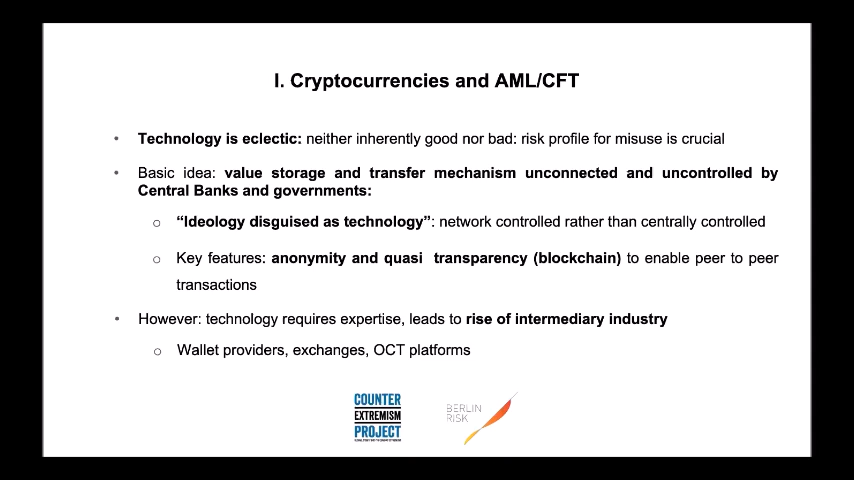 I. Cryptocurrencies and AML/CFT
• Technology is eclectic: neither inherently good nor bad: risk profile for misuse is crucial
• Basic idea: value storage and transfer mechanism unconnected and uncontrolled by
Central Banks and governments:
○ “Ideology disguised as technology”: network controlled rather than centrally controlled
○ Key features: anonymity and quasi transparency (blockchain) to enable peer to peer
transactions
• However: technology requires expertise, leads to rise of intermediary industry
○ Wallet providers, exchanges, OCT platforms
COUNTER
EXTREMISM
PROJECT
BERLIN
RISK